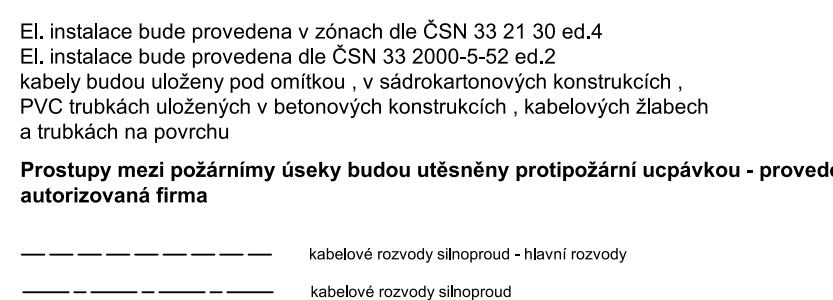 El. instalace bude provedena v zónach dle ČSN 33 21 30 ed.4
El. instalace bude provedena dle ČSN 33 2000-5-52 ed.2
kabely budou uloženy pod omítkou , v sádrokartonových konstrukcích ,
PVC trubkách uložených v betonových konstrukcích , kabelových žlabech
a trubkách na povrchu
Prostupy mezi požárnímy úseky budou utěsněny protipožární ucpávkou -
autorizovaná firma
kabelové rozvody silnoproud - hlavní rozvody
kabelové rozvody silnoproud